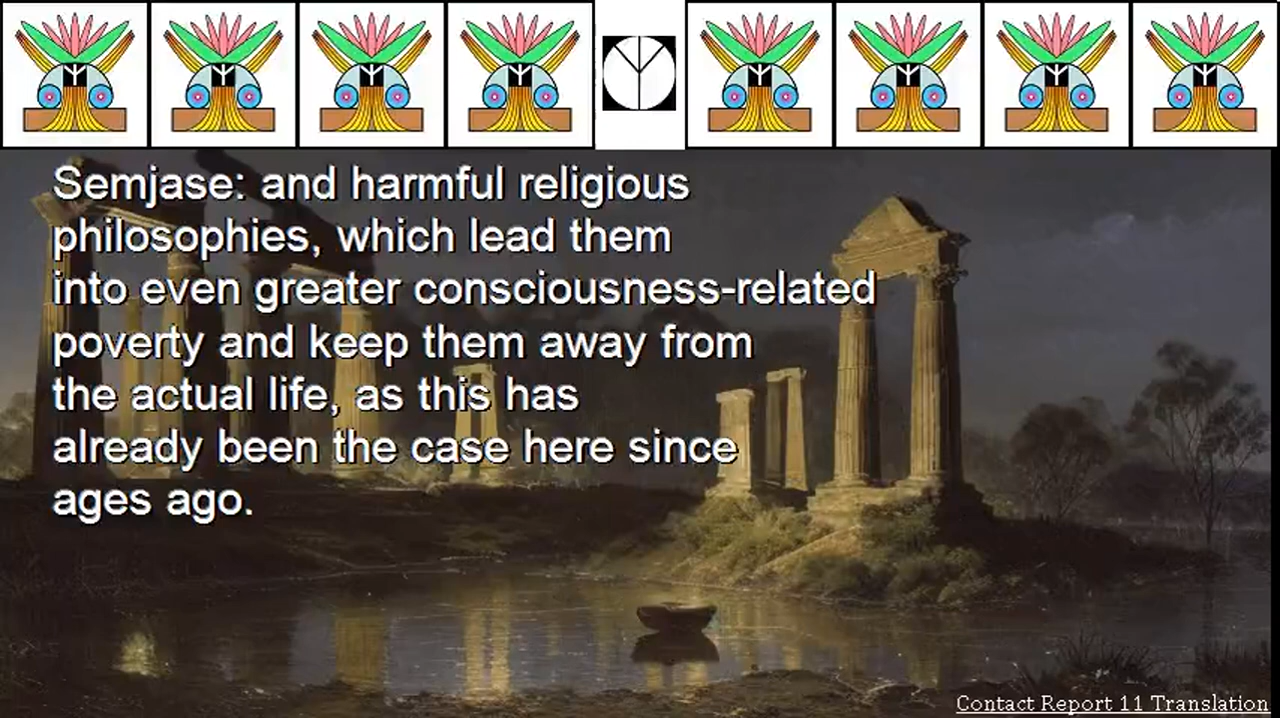 Semjase: and harmful religious
philosophies, which lead them
into even greater consciousness-related
poverty and keep them away from
the actual life, as this has
already been the case here since
ages ago.
Contact Report 11 Translation